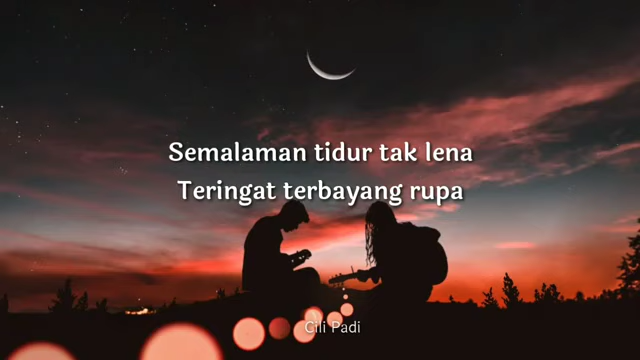 Semalaman tidur tak lena
Teringat terbayang rupa
Cili Padi